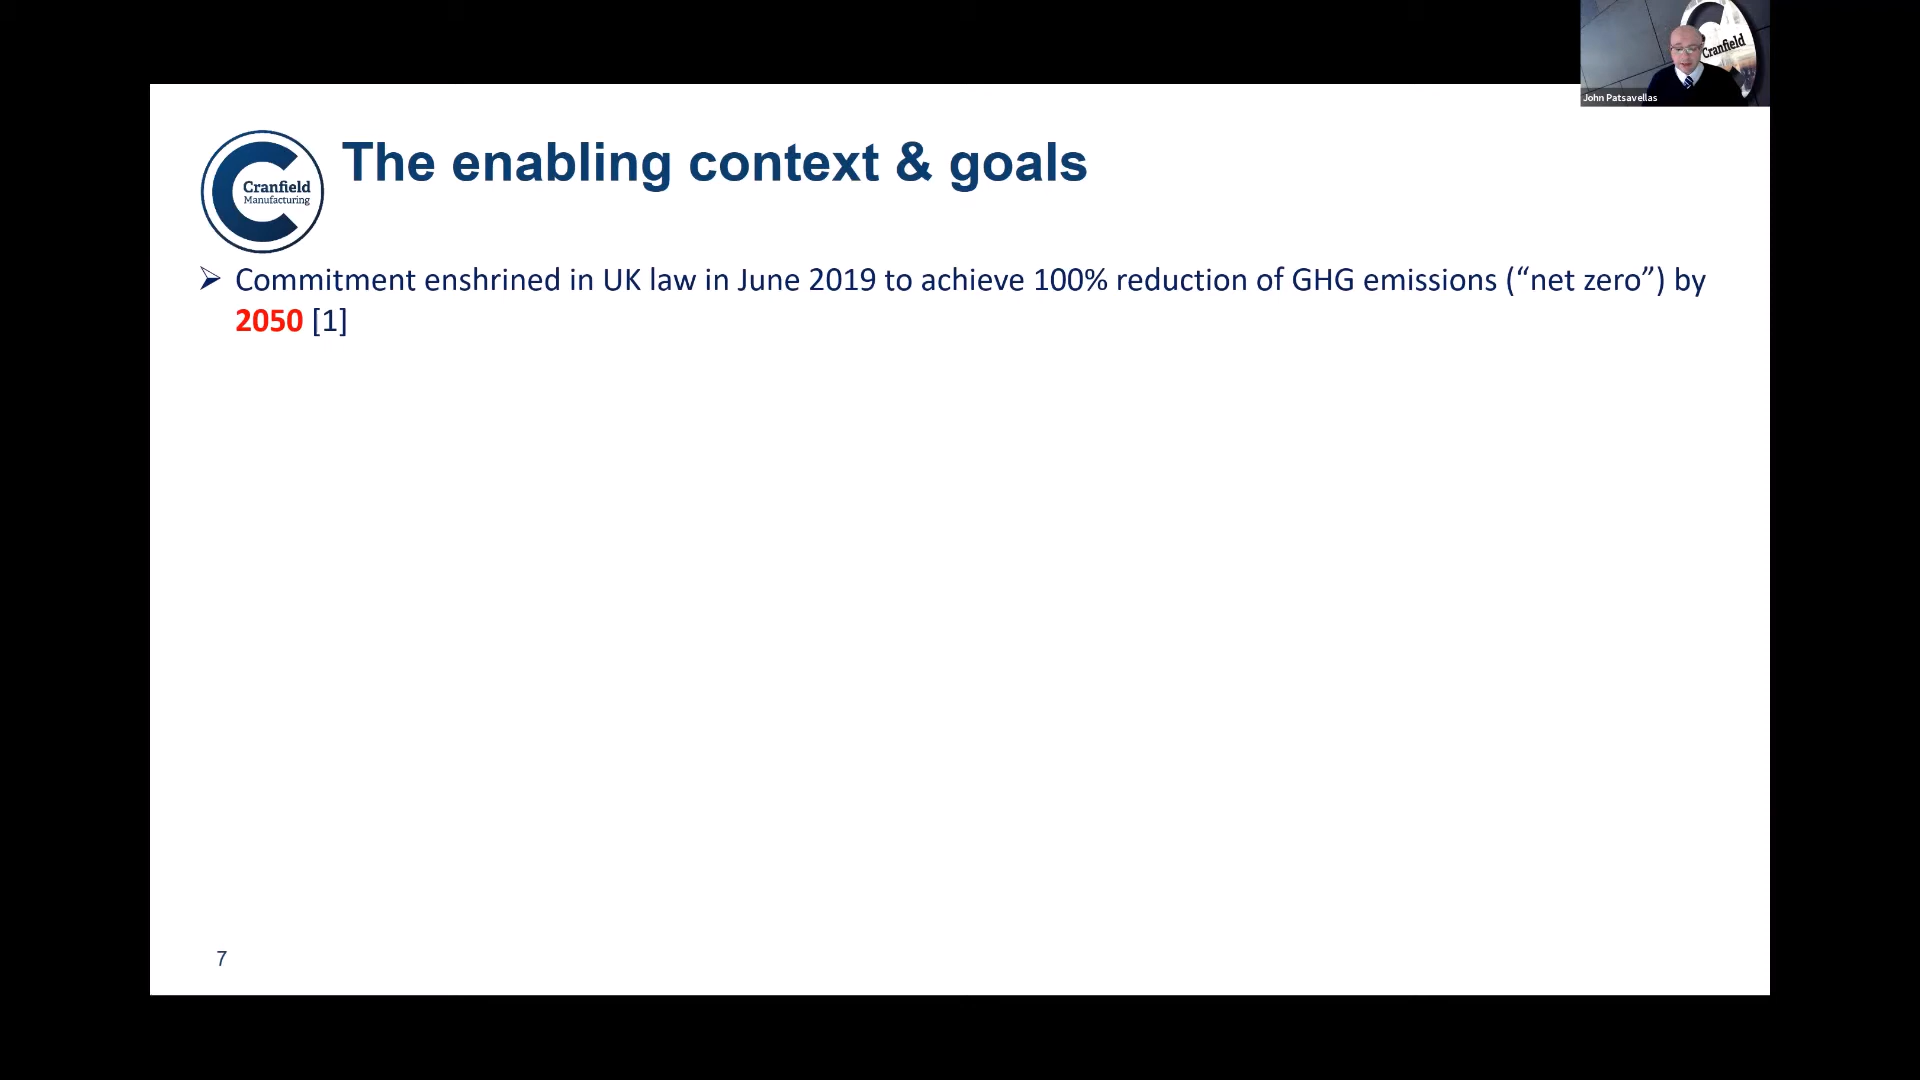 Cranfield
John Patsavellas
The enabling context & goals
Cranfield
Manufacturing
Commitment enshrined in UK law in June 2019 to achieve 100% reduction of GHG emissions (“net zero”) by
2050 [1]
7